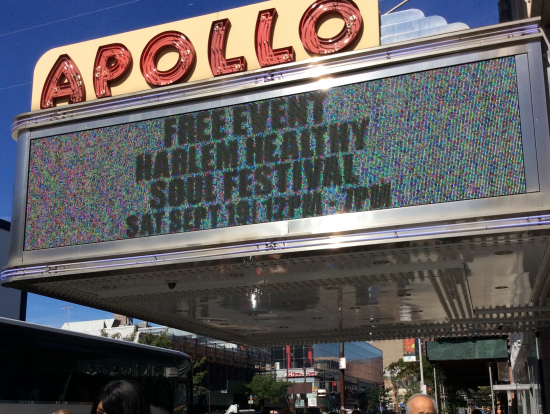 APOLLO
FREE EVENT
HARLEM HEALTHY
SOUL FESTIVAL
SAT SEPT 19! 12PM - 7PM